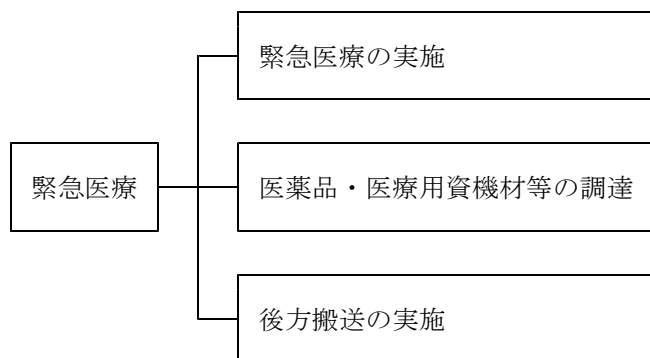 緊急医療
緊急医療の実施
医薬品・医療用資機材等の調達
後方搬送の実施